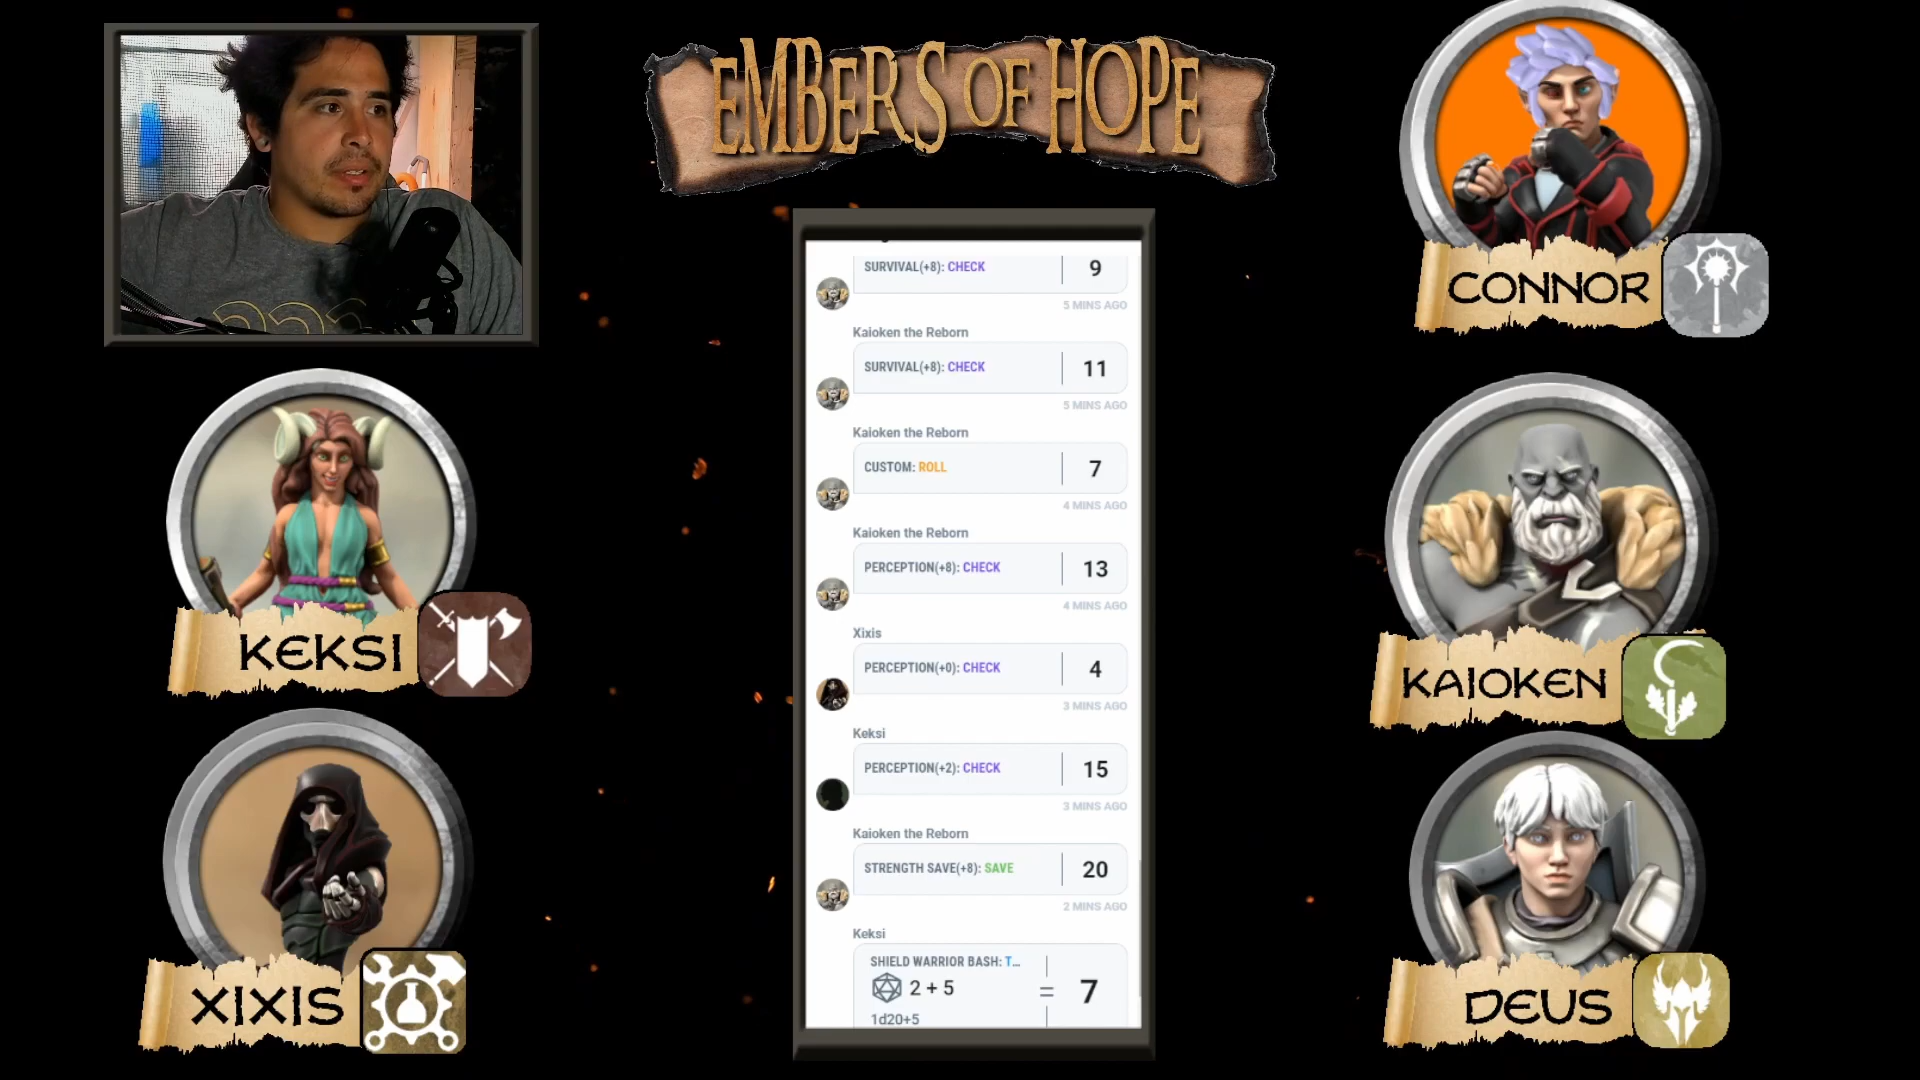 EMBERS OF HOPE
CONNOR
KEKSI
KAIOKEN
XIXIS
DEUS
SURVIVAL(+8): CHECK 9
5 MINS AGO
Kaioken the Reborn
SURVIVAL(+8): CHECK 11
5 MINS AGO
Kaioken the Reborn
CUSTOM: ROLL 7
4 MINS AGO
Kaioken the Reborn
PERCEPTION(+8): CHECK 13
4 MINS AGO
Xixis
PERCEPTION(+0): CHECK 4
3 MINS AGO
Keksi
PERCEPTION(+2): CHECK 15
3 MINS AGO
Kaioken the Reborn
STRENGTH SAVE(+8): SAVE 20
2 MINS AGO
Keksi
SHIELD WARRIOR BASH: T...
2 + 5 = 7
1d20+5